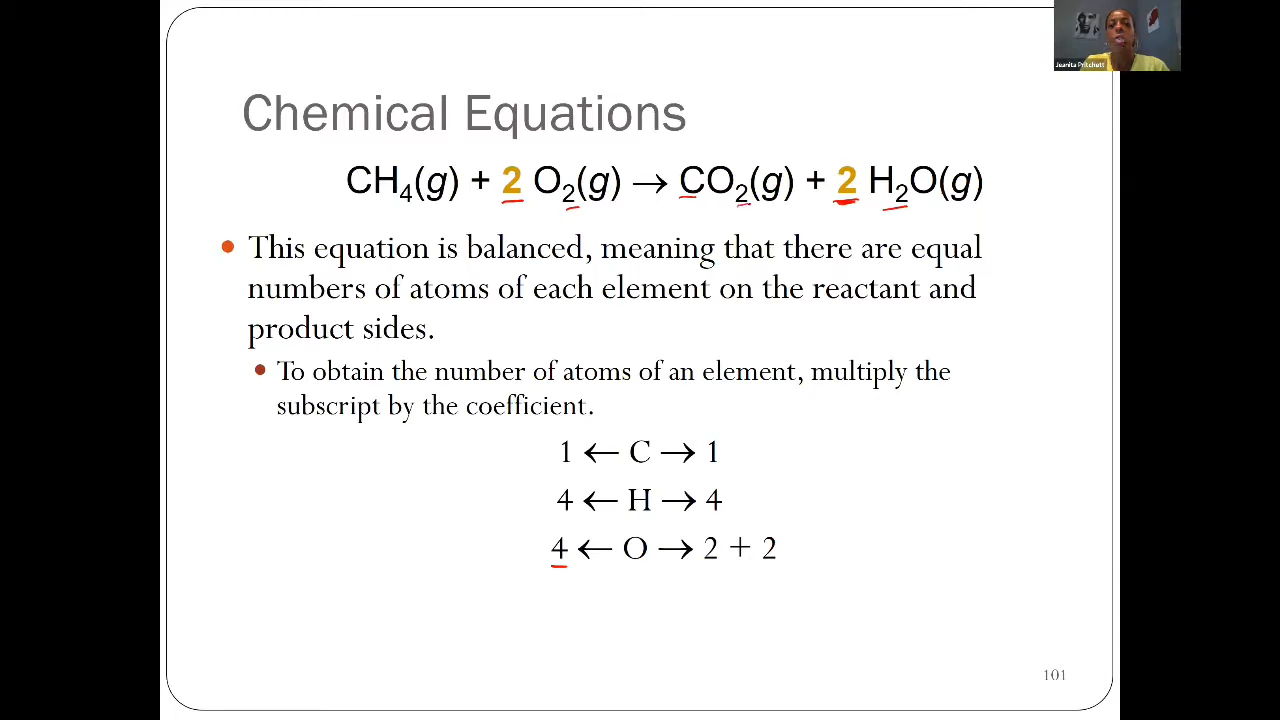 Jeanita Pritchett
Chemical Equations
CH₄(g) + 2 O₂(g) → CO₂(g) + 2 H₂O(g)
• This equation is balanced, meaning that there are equal
numbers of atoms of each element on the reactant and
product sides.
• To obtain the number of atoms of an element, multiply the
subscript by the coefficient.
1 ← C → 1
4 ← H → 4
4 ← O → 2 + 2
101